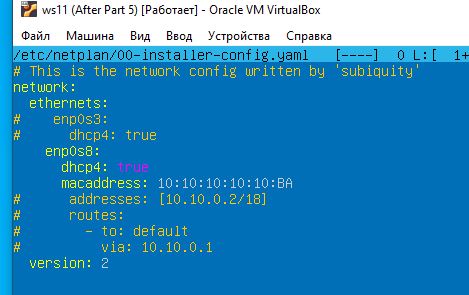 ws11 (After Part 5) [Работает] - Oracle VM VirtualBox
Файл Машина Вид Ввод Устройства Справка
/etc/netplan/00-installer-config.yaml [----] 0 L:[ 1+
# This is the network config written by 'subiquity'
network:
  ethernets:
#    enp0s3:
#      dhcp4: true
    enp0s8:
      dhcp4: true
      macaddress: 10:10:10:10:10:BA
#      addresses: [10.10.0.2/18]
#      routes:
#        - to: default
#          via: 10.10.0.1
  version: 2